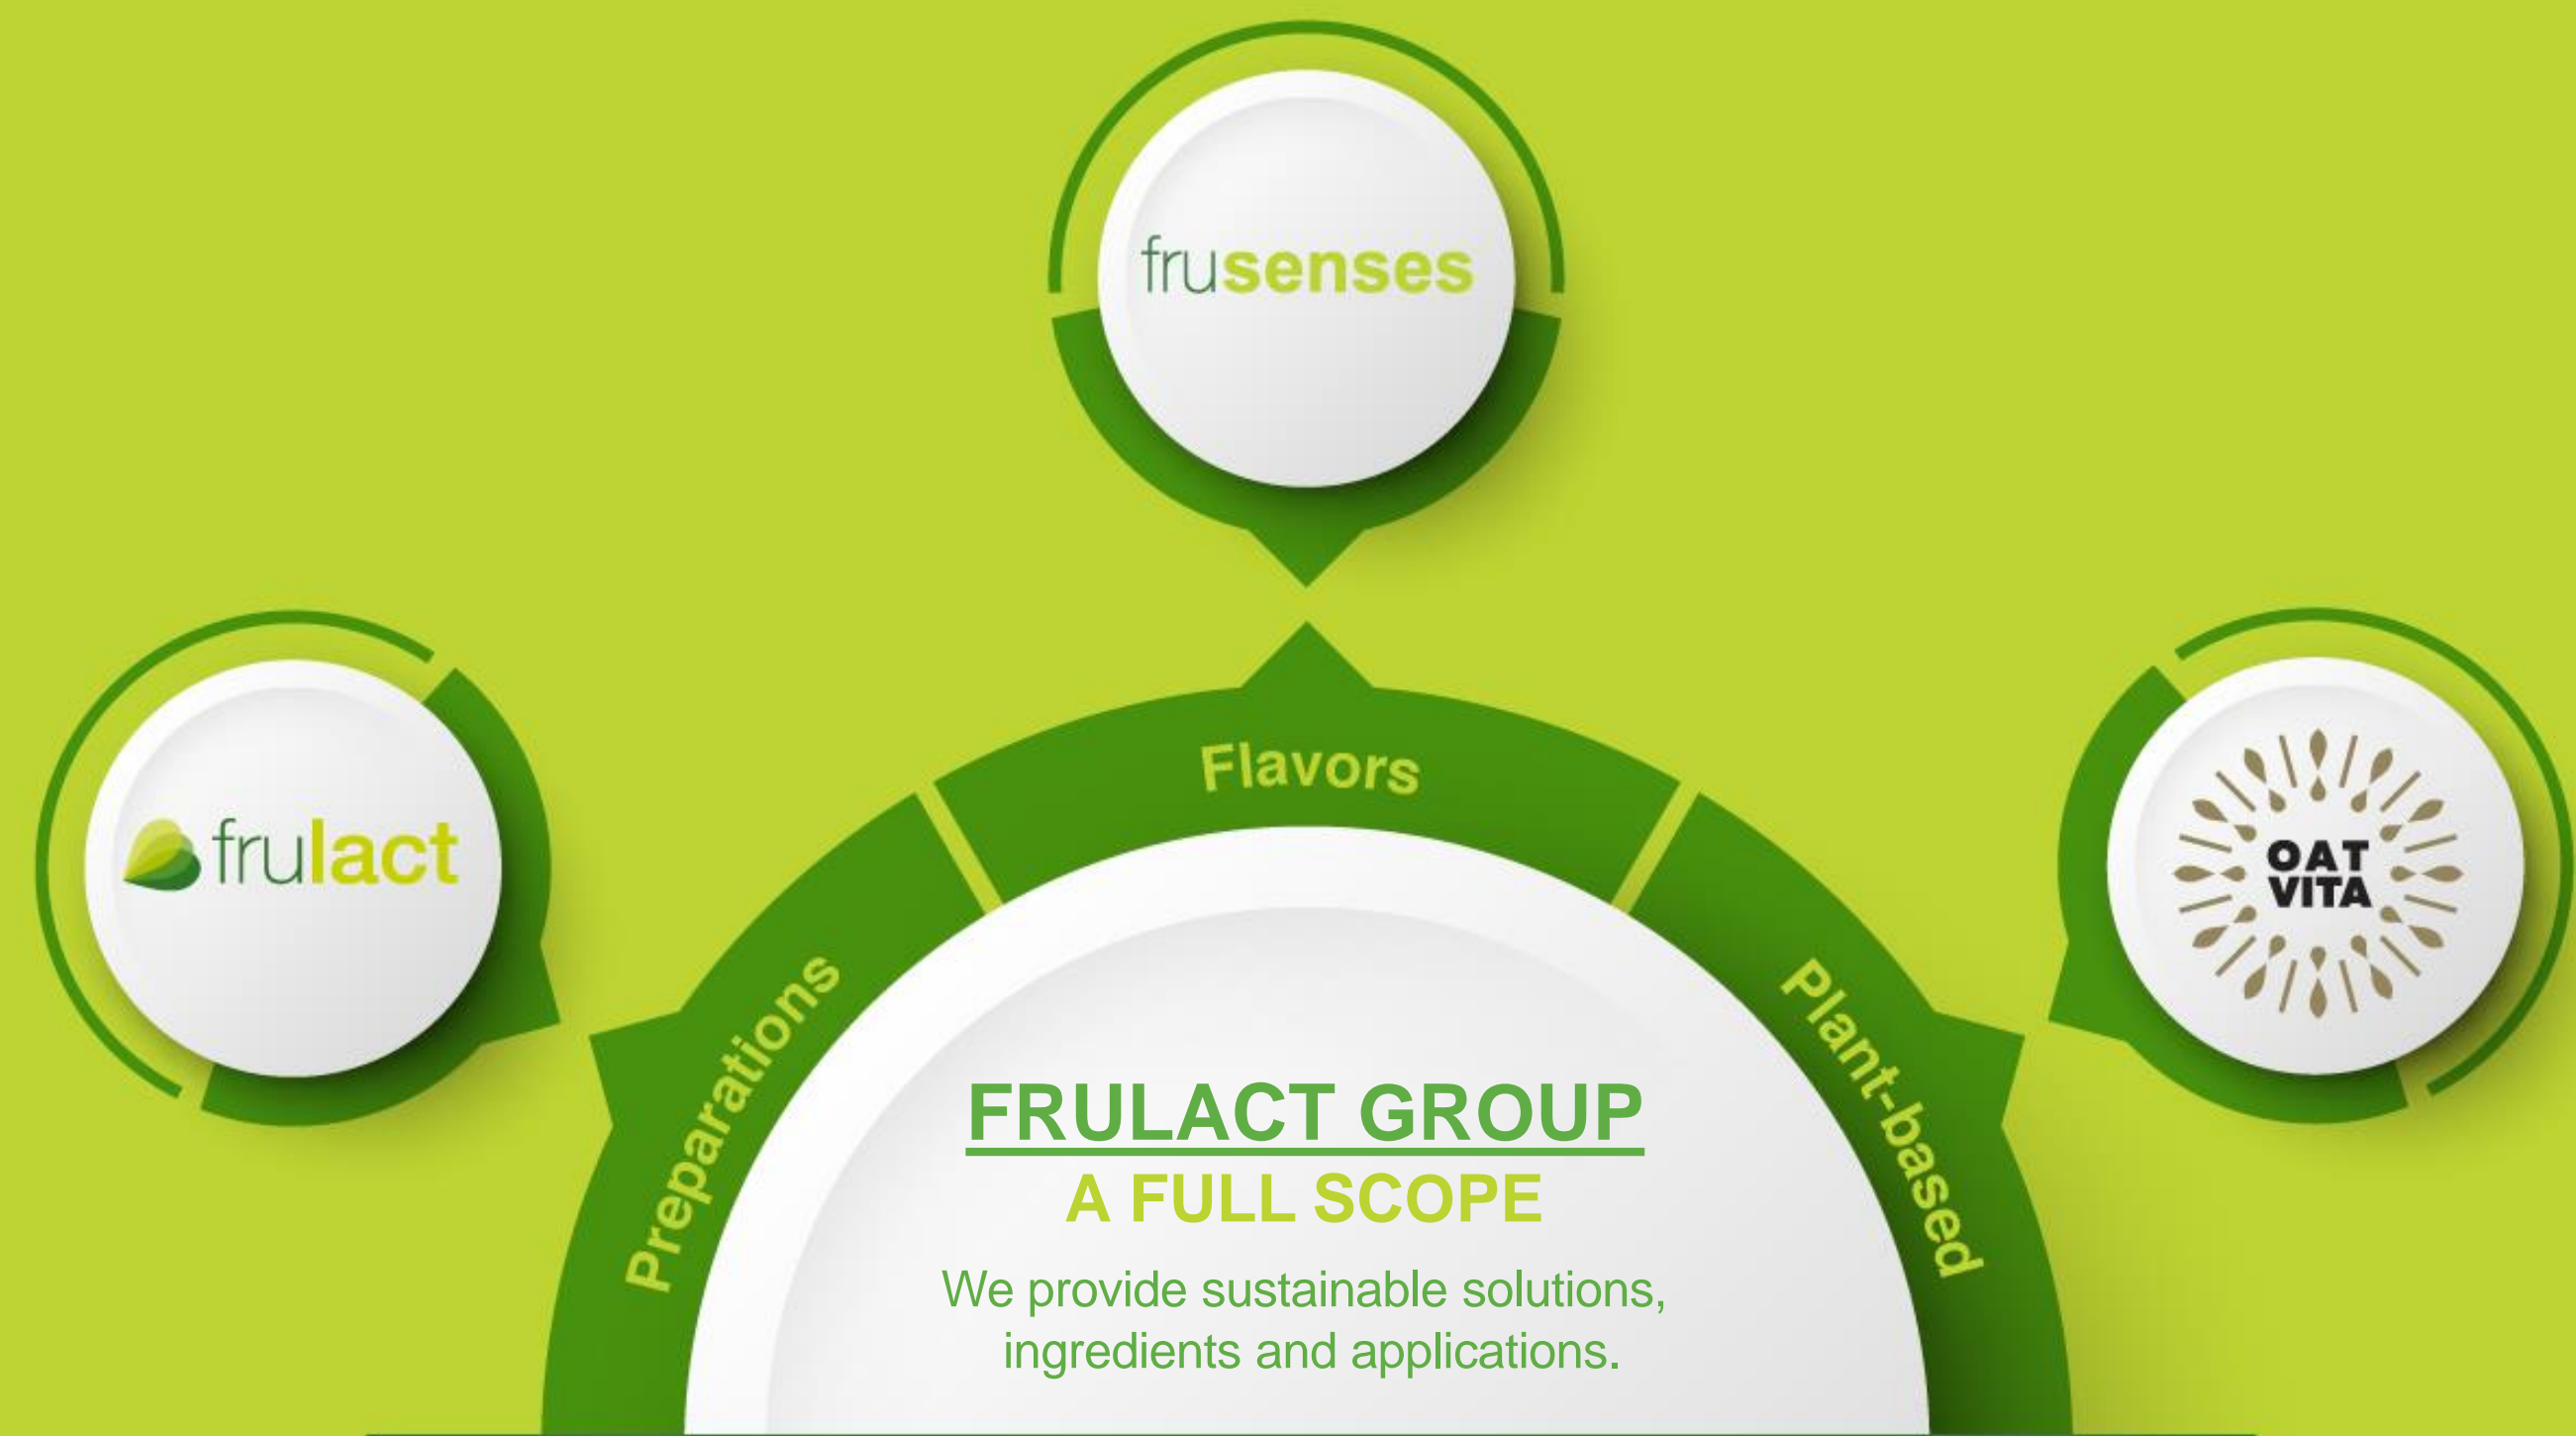 frusenses
frulact
OAT
VITA
Flavors
Preparations
Plant-based
FRULACT GROUP
A FULL SCOPE
We provide sustainable solutions,
ingredients and applications.